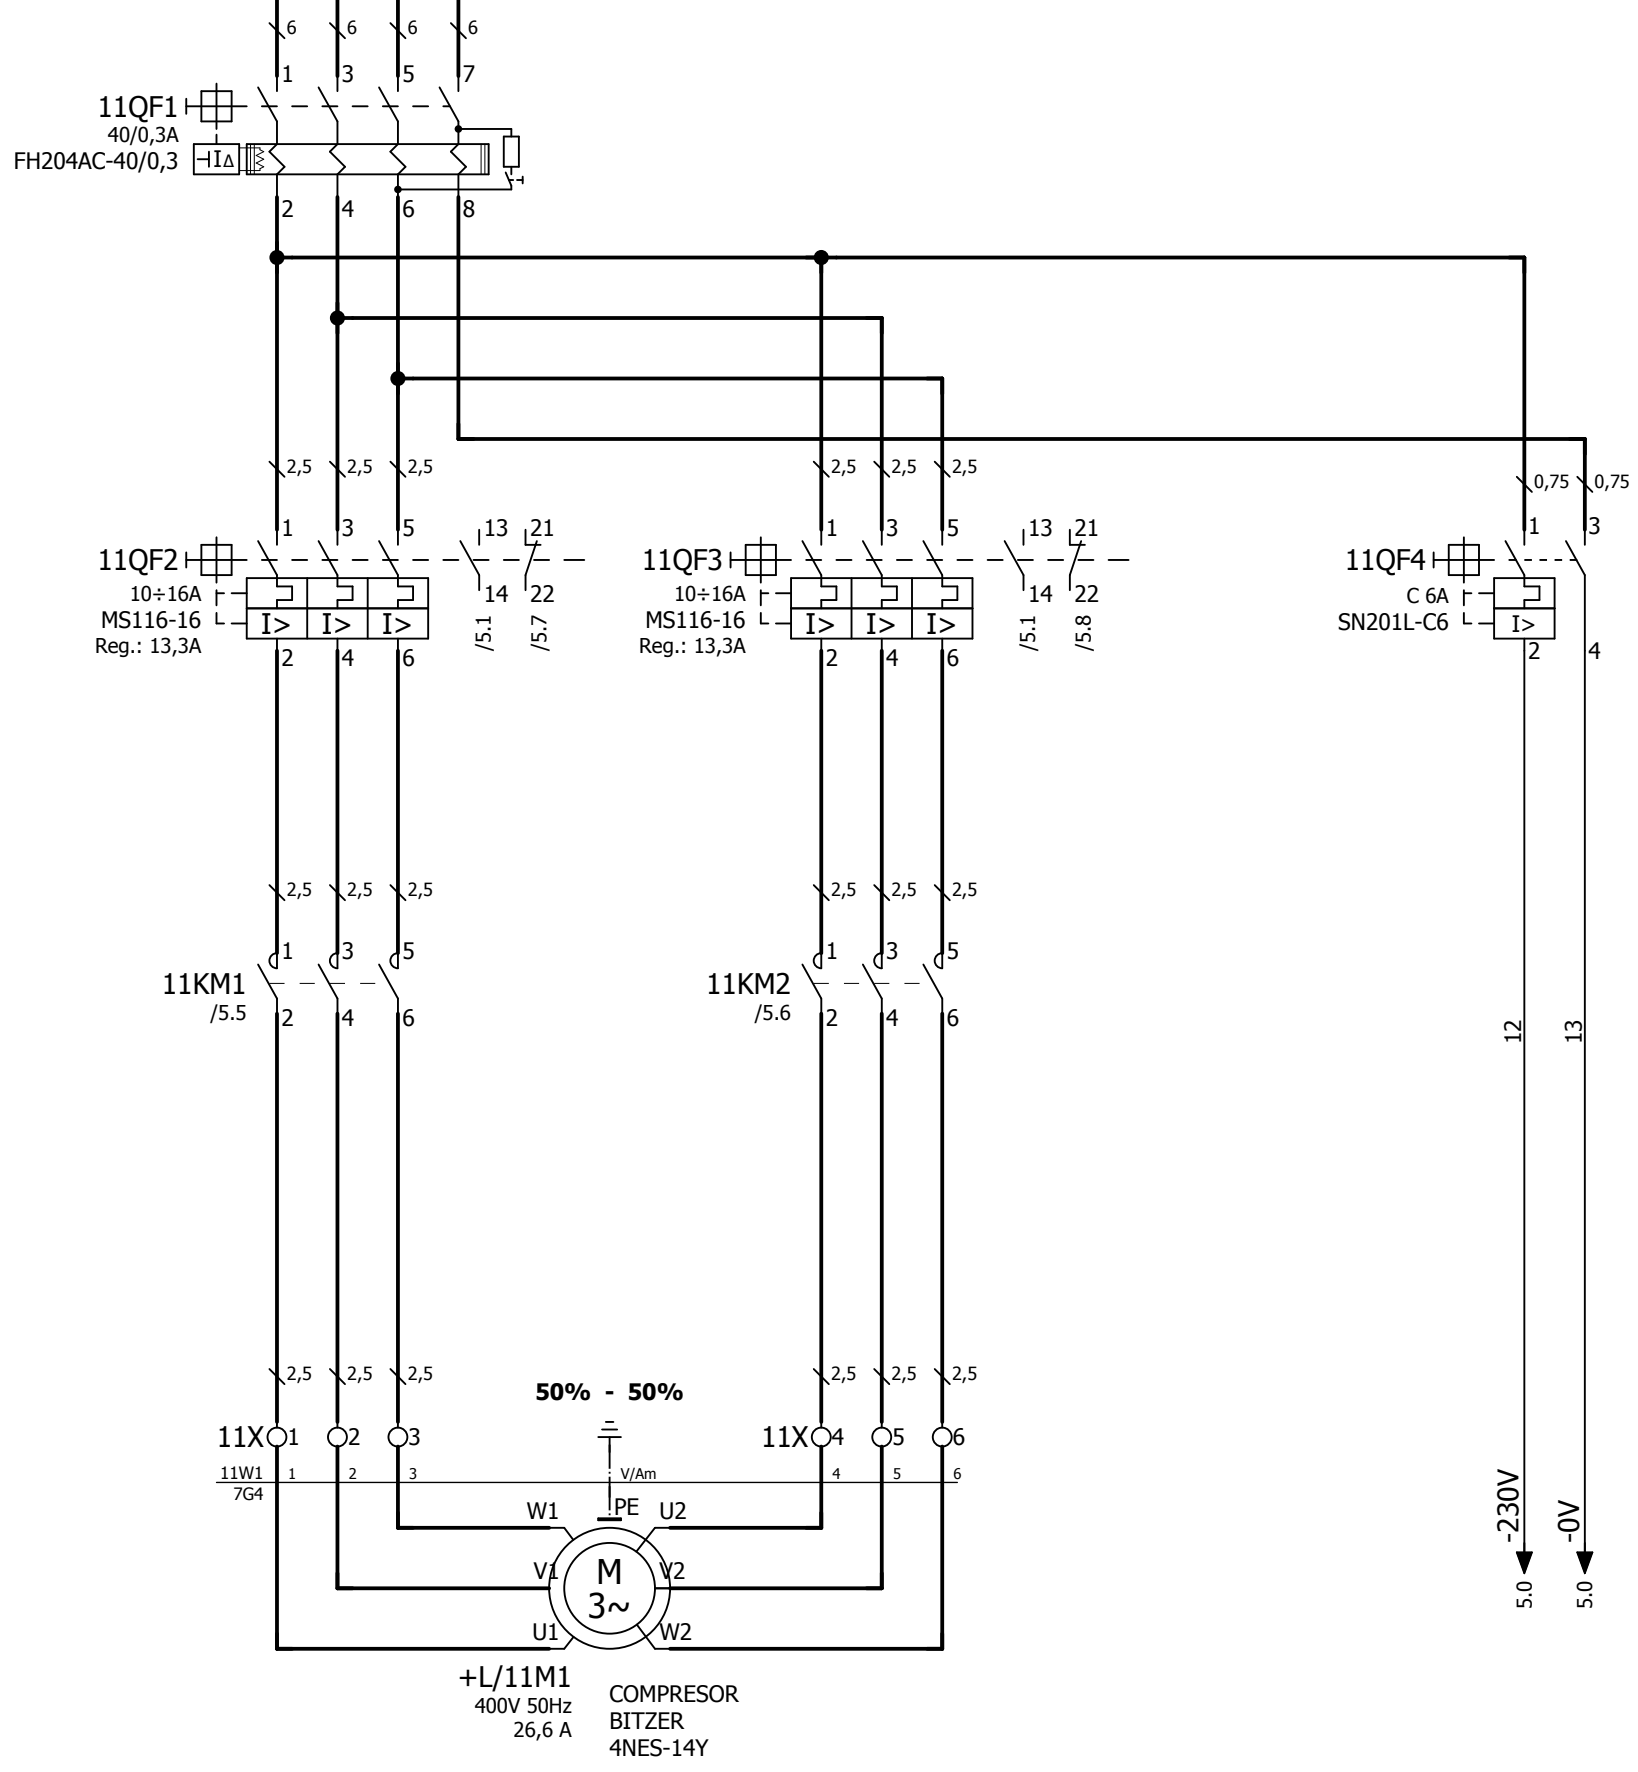 6 6 6 6
1 3 5 7
11QF1
40/0,3A
FH204AC-40/0,3
I∆
2 4 6 8
2,5 2,5 2,5 2,5 2,5 2,5 0,75 0,75
1 3 5 13 21 1 3 5 13 21 1 3
11QF2 11QF3 11QF4
10÷16A 14 22 10÷16A 14 22 C 6A
MS116-16 I> I> I> /5.1 /5.7 MS116-16 I> I> I> /5.1 /5.8 SN201L-C6 I>
Reg.: 13,3A Reg.: 13,3A
2 4 6 2 4 6 2 4
2,5 2,5 2,5 2,5 2,5 2,5
1 3 5 1 3 5
11KM1 11KM2
/5.5 /5.6
2 4 6 2 4 6
12 13
2,5 2,5 2,5 2,5 2,5 2,5
50% - 50%
11X 1 2 3 11X 4 5 6
11W1 1 2 3 V/Am 4 5 6
7G4
PE
W1 U2
-230V -0V
V1 M V2
3~
5.0 5.0
U1 W2
+L/11M1
400V 50Hz
26,6 A
COMPRESOR
BITZER
4NES-14Y